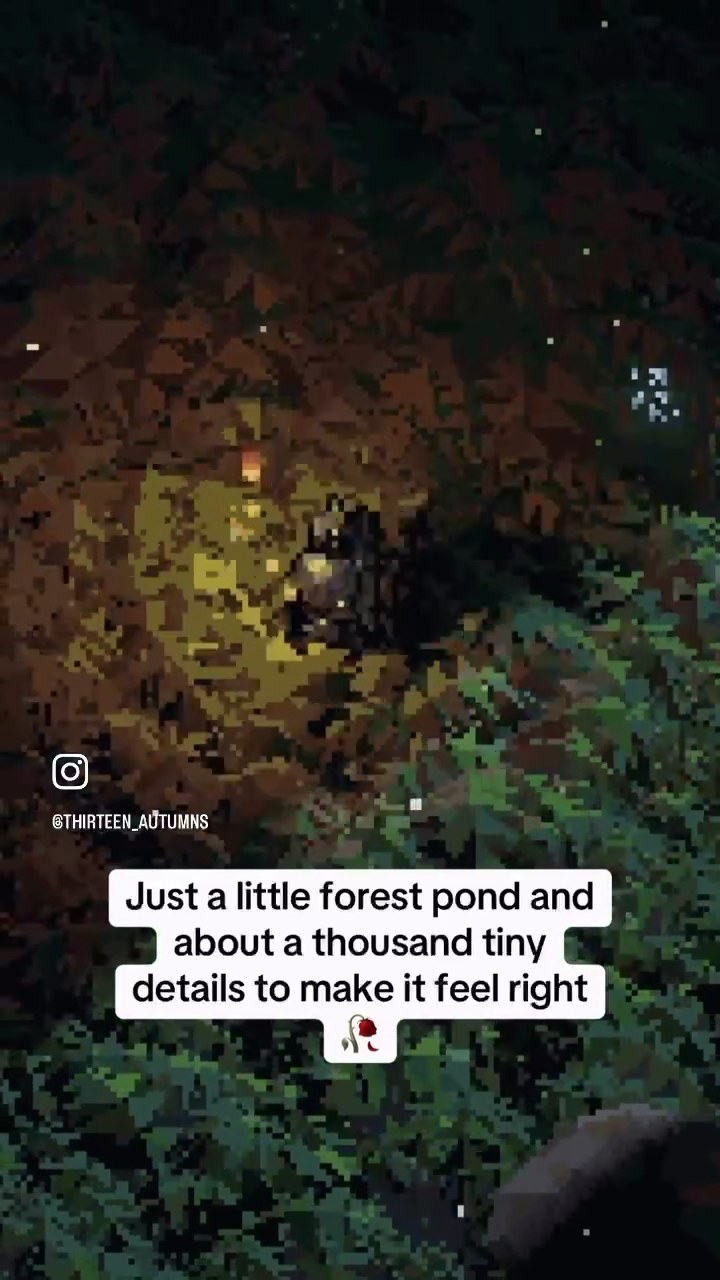 @THIRTEEN_AUTUMNS
Just a little forest pond and
about a thousand tiny
details to make it feel right
🥀